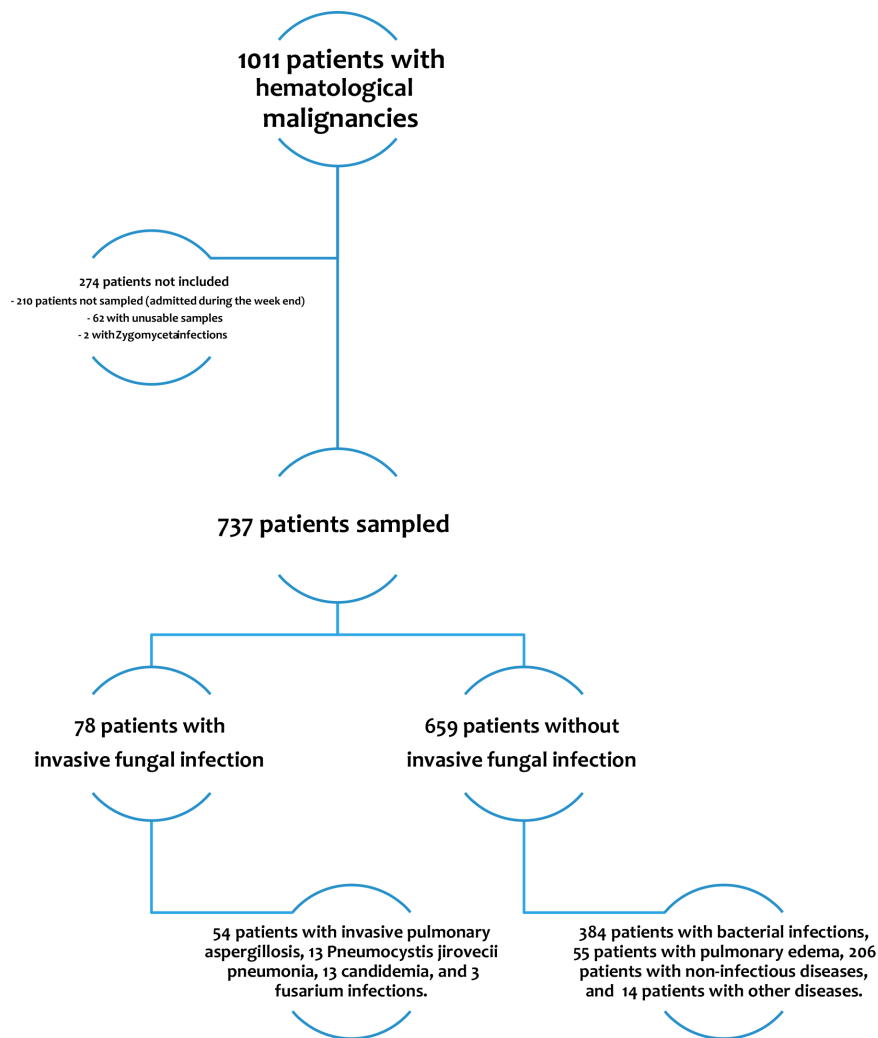 1011 patients with
hematological
malignancies
274 patients not included
- 210 patients not sampled (admitted during the week end)
- 62 with unusable samples
- 2 with Zygomyceta infections
737 patients sampled
78 patients with
invasive fungal infection
659 patients without
invasive fungal infection
54 patients with invasive pulmonary
aspergillosis, 13 Pneumocystis jirovecii
pneumonia, 13 candidemia, and 3
fusarium infections.
384 patients with bacterial infections,
55 patients with pulmonary edema, 206
patients with non-infectious diseases,
and 14 patients with other diseases.